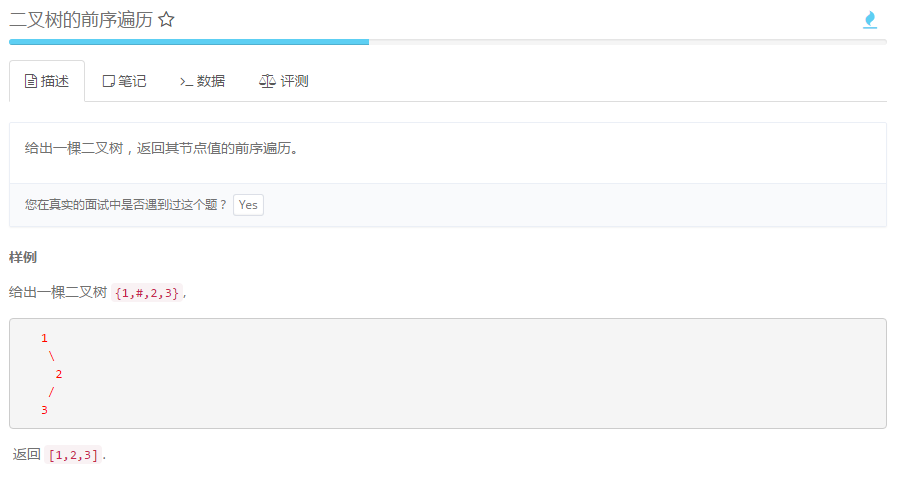 二叉树的前序遍历
描述 笔记 数据 评测
给出一棵二叉树，返回其节点值的前序遍历。
您在真实的面试中是否遇到过这个题？ Yes
样例
给出一棵二叉树 {1,#,2,3},
1
\
2
/
3
返回 [1,2,3].